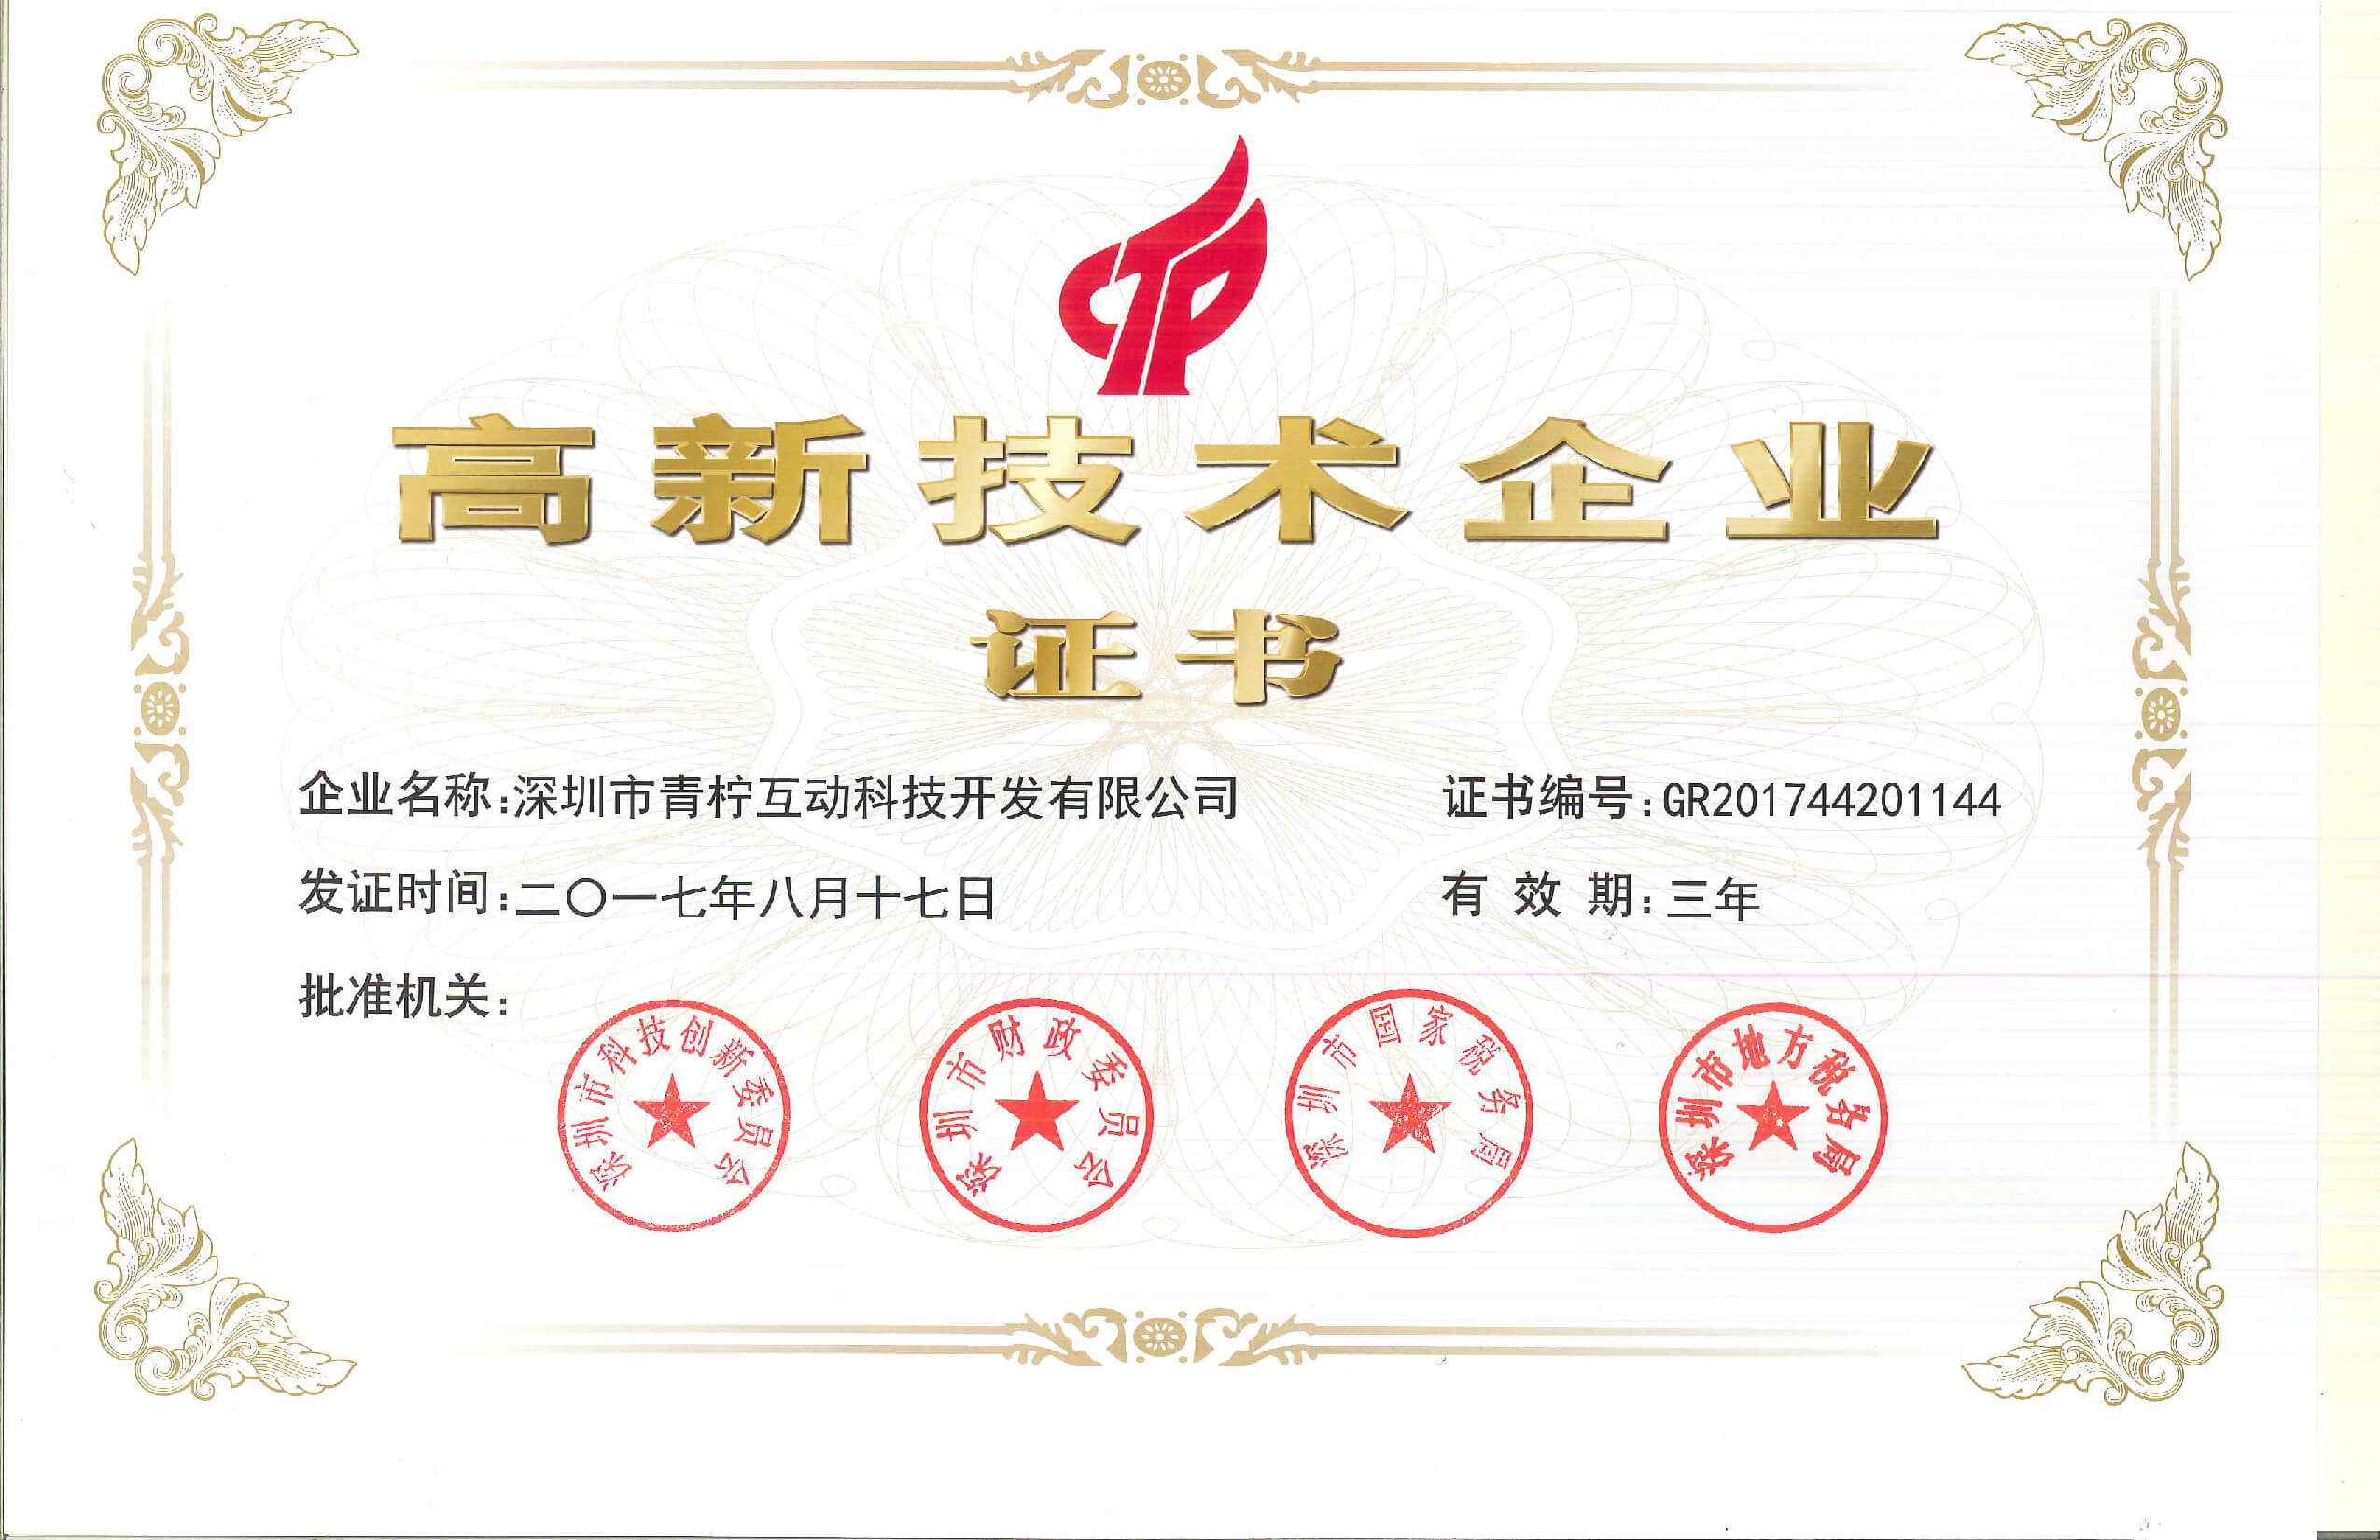 高新技术企业
证书
企业名称:深圳市青柠互动科技开发有限公司
证书编号:GR201744201144
发证时间:二〇一七年八月十七日
有 效 期:三年
批准机关:
深圳市科技创新委员会
深圳市财政委员会
深圳市国家税务局
深圳市地方税务局